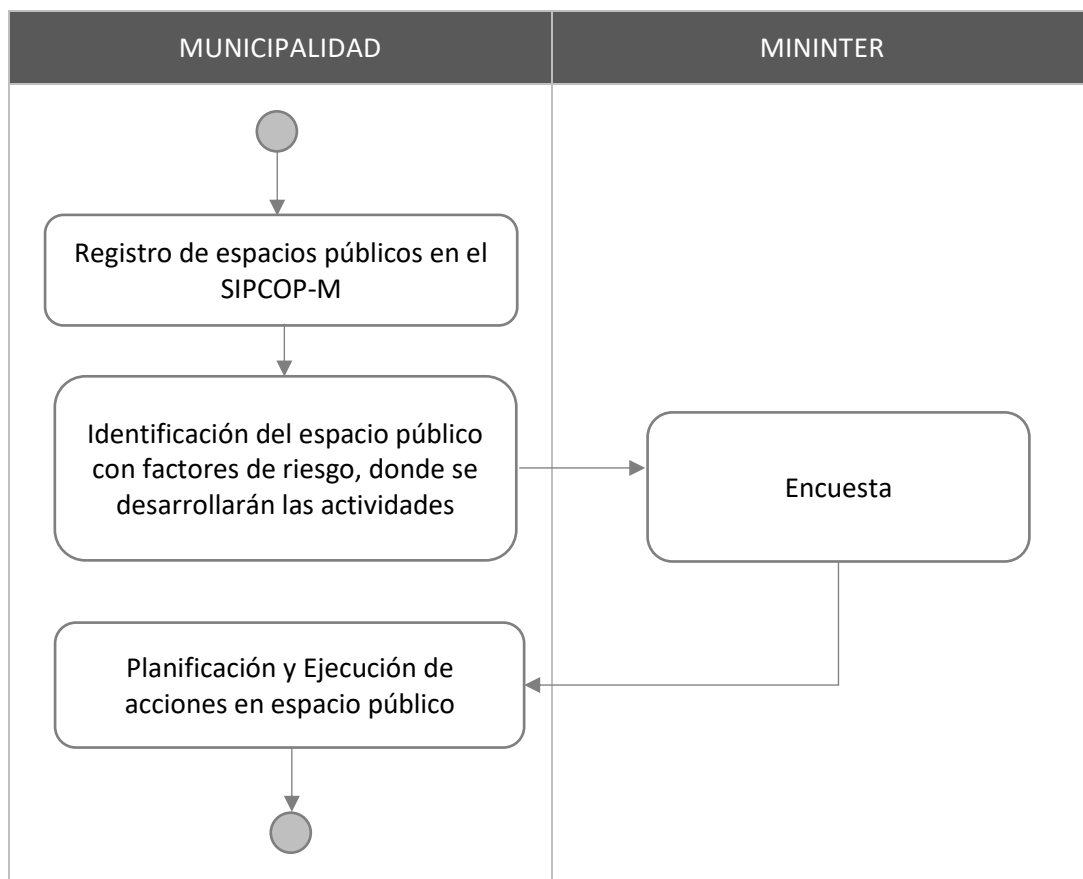 MUNICIPALIDAD
MININTER
Registro de espacios públicos en el
SIPCOP-M
Identificación del espacio público
con factores de riesgo, donde se
desarrollarán las actividades
Encuesta
Planificación y Ejecución de
acciones en espacio público